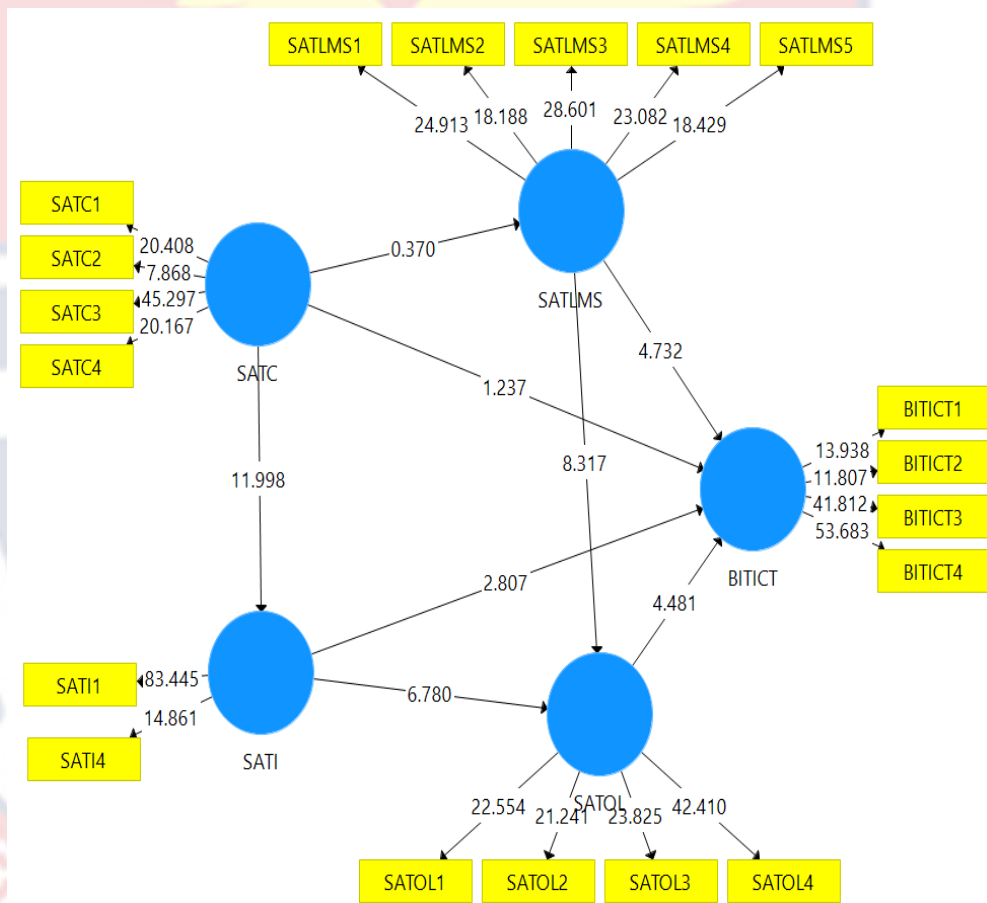 SATLMS1 SATLMS2 SATLMS3 SATLMS4 SATLMS5
24.913 18.188 28.601 23.082 18.429
SATC1
20.408
SATC2
7.868
SATC3
45.297
SATC4
20.167
0.370
SATLMS
SATC
4.732
1.237
8.317
11.998
BITICT1
13.938
BITICT2
11.807
BITICT3
41.812
BITICT4
53.683
BITICT
2.807
4.481
SATI1
83.445
6.780
14.861
SATI4
SATI
SATOL
22.554 21.241 23.825 42.410
SATOL1 SATOL2 SATOL3 SATOL4